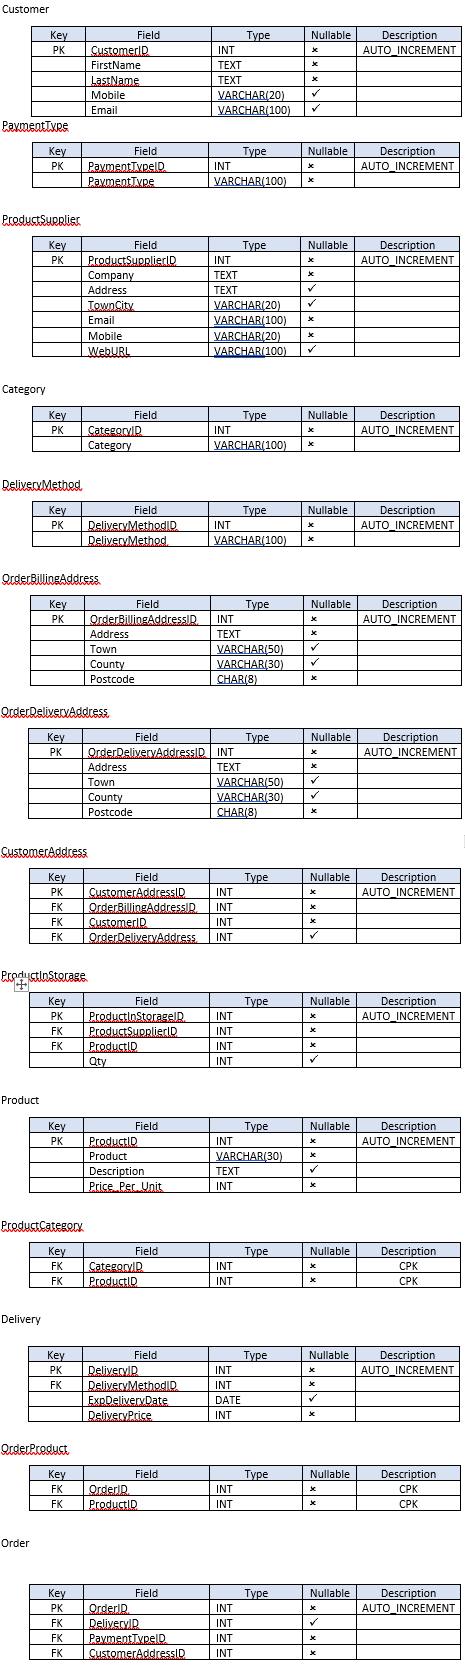 Customer
Key Field Type Nullable Description
PK CustomerID INT × AUTO_INCREMENT
FirstName TEXT ×
LastName TEXT ×
Mobile VARCHAR(20) ✓
Email VARCHAR(100) ✓
PaymentType
Key Field Type Nullable Description
PK PaymentTypeID INT × AUTO_INCREMENT
PaymentType VARCHAR(100) ×
ProductSupplier
Key Field Type Nullable Description
PK ProductSupplierID INT × AUTO_INCREMENT
Company TEXT ×
Address TEXT ✓
TownCity VARCHAR(20) ✓
Email VARCHAR(100) ×
Mobile VARCHAR(20) ×
WebURL VARCHAR(100) ✓
Category
Key Field Type Nullable Description
PK CategoryID INT × AUTO_INCREMENT
Category VARCHAR(100) ×
DeliveryMethod
Key Field Type Nullable Description
PK DeliveryMethodID INT × AUTO_INCREMENT
DeliveryMethod VARCHAR(100) ×
OrderBillingAddress
Key Field Type Nullable Description
PK OrderBillingAddressID INT × AUTO_INCREMENT
Address TEXT ×
Town VARCHAR(50) ✓
County VARCHAR(30) ✓
Postcode CHAR(8) ×
OrderDeliveryAddress
Key Field Type Nullable Description
PK OrderDeliveryAddressID INT × AUTO_INCREMENT
Address TEXT ×
Town VARCHAR(50) ✓
County VARCHAR(30) ✓
Postcode CHAR(8) ×
CustomerAddress
Key Field Type Nullable Description
PK CustomerAddressID INT × AUTO_INCREMENT
FK OrderBillingAddressID INT ×
FK CustomerID INT ×
FK OrderDeliveryAddress INT ✓
ProductInStorage
Key Field Type Nullable Description
PK ProductInStorageID INT × AUTO_INCREMENT
FK ProductSupplierID INT ×
FK ProductID INT ×
Qty INT ✓
Product
Key Field Type Nullable Description
PK ProductID INT × AUTO_INCREMENT
Product VARCHAR(30) ×
Description TEXT ✓
Price_Per_Unit INT ×
ProductCategory
Key Field Type Nullable Description
FK CategoryID INT × CPK
FK ProductID INT × CPK
Delivery
Key Field Type Nullable Description
PK DeliveryID INT × AUTO_INCREMENT
FK DeliveryMethodID INT ×
ExpDeliveryDate DATE ✓
DeliveryPrice INT ×
OrderProduct
Key Field Type Nullable Description
FK OrderID INT × CPK
FK ProductID INT × CPK
Order
Key Field Type Nullable Description
PK OrderID INT × AUTO_INCREMENT
FK DeliveryID INT ✓
FK PaymentTypeID INT ×
FK CustomerAddressID INT ×